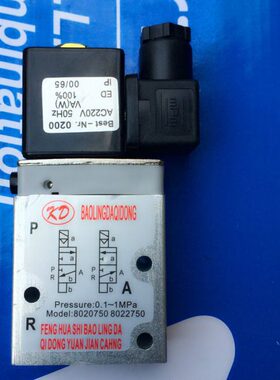 Best-Nr. 0200
VA(W)
AC220V 50Hz
ED 100%
IP 00/65
KD
BAOLINGDAQIDONG
P
A
R
Pressure:0.1~1MPa
Model:8020750 8022750
FENG HUA SHI BAO LING DA
QI DONG YUAN JIAN CAHNG